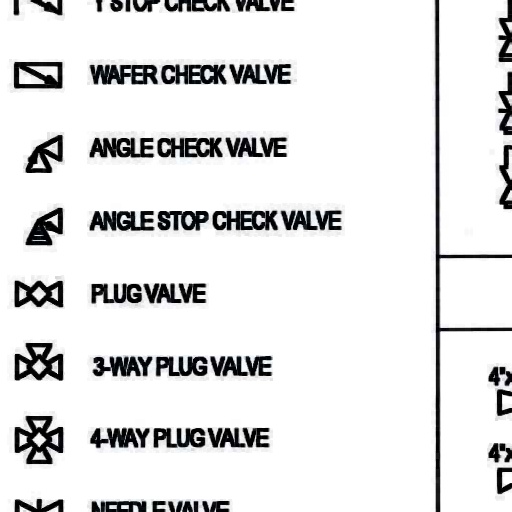 Y STOP CHECK VALVE
WAFER CHECK VALVE
ANGLE CHECK VALVE
ANGLE STOP CHECK VALVE
PLUG VALVE
3-WAY PLUG VALVE
4-WAY PLUG VALVE
NEEDLE VALVE
4"x
4"x